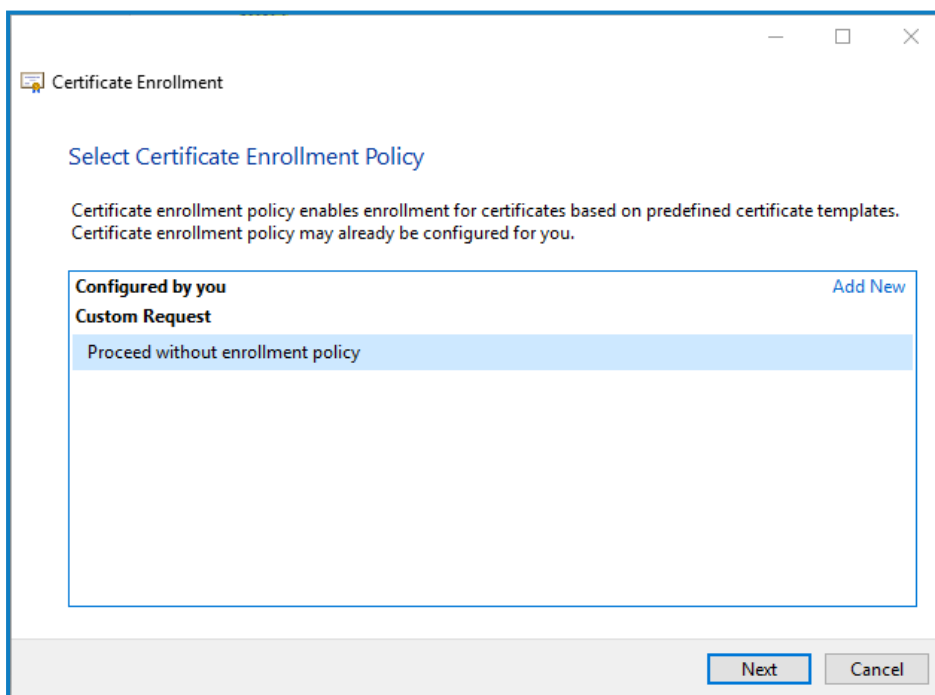 Certificate Enrollment
Select Certificate Enrollment Policy
Certificate enrollment policy enables enrollment for certificates based on predefined certificate templates.
Certificate enrollment policy may already be configured for you.
Configured by you Add New
Custom Request
Proceed without enrollment policy
Next Cancel